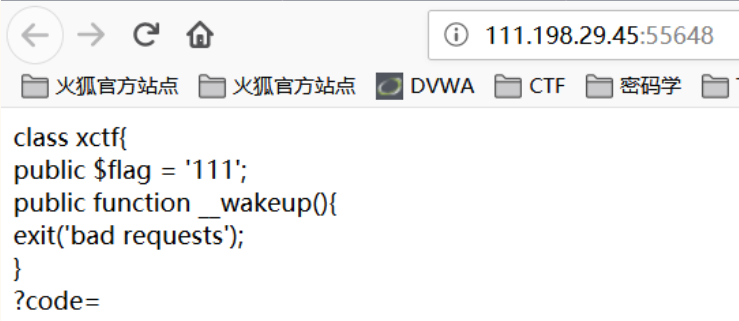 111.198.29.45:55648
火狐官方站点 火狐官方站点 DVWA CTF 密码学
class xctf{
public $flag = '111';
public function __wakeup(){
exit('bad requests');
}
?code=